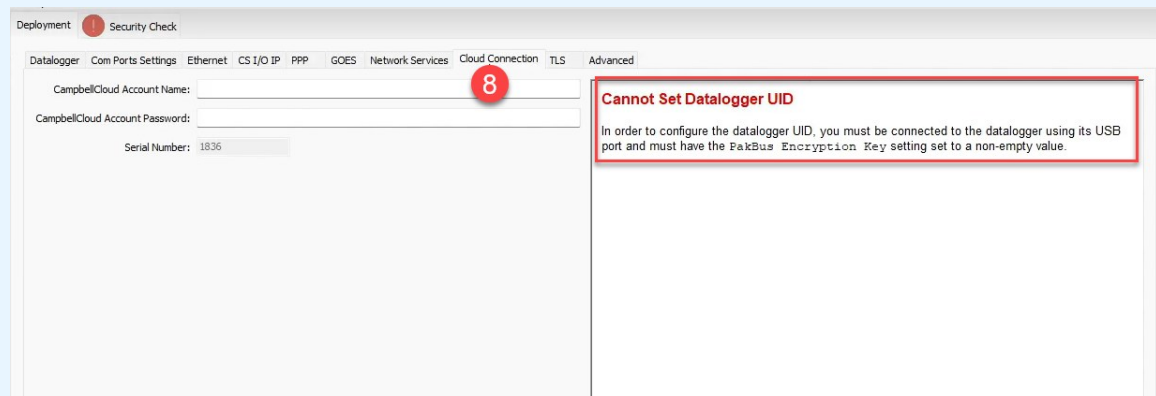 Deployment ! Security Check
Datalogger Com Ports Settings Ethernet CS I/O IP PPP GOES Network Services Cloud Connection TLS Advanced
8
CampbellCloud Account Name:
CampbellCloud Account Password:
Serial Number: 1836
Cannot Set Datalogger UID
In order to configure the datalogger UID, you must be connected to the datalogger using its USB
port and must have the PakBus Encryption Key setting set to a non-empty value.